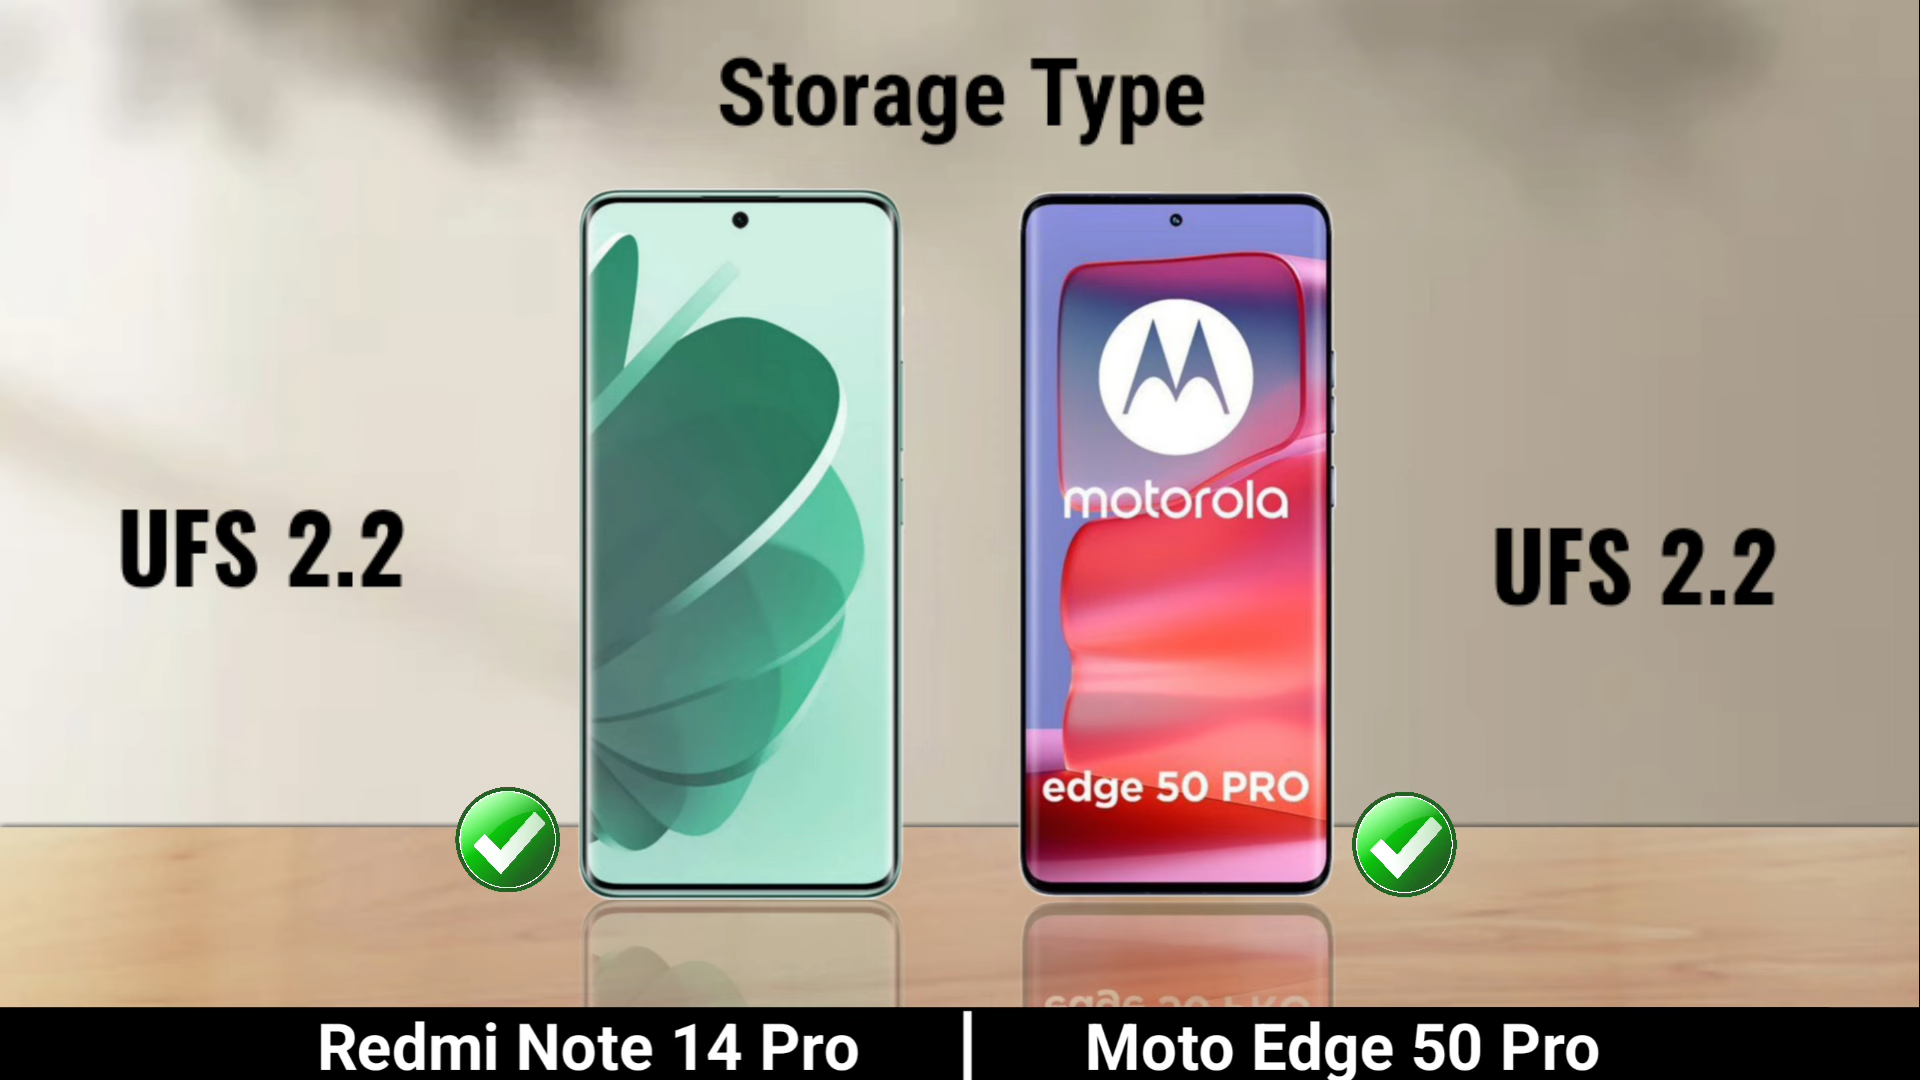 Storage Type
UFS 2.2
motorola
edge 50 PRO
UFS 2.2
Redmi Note 14 Pro | Moto Edge 50 Pro